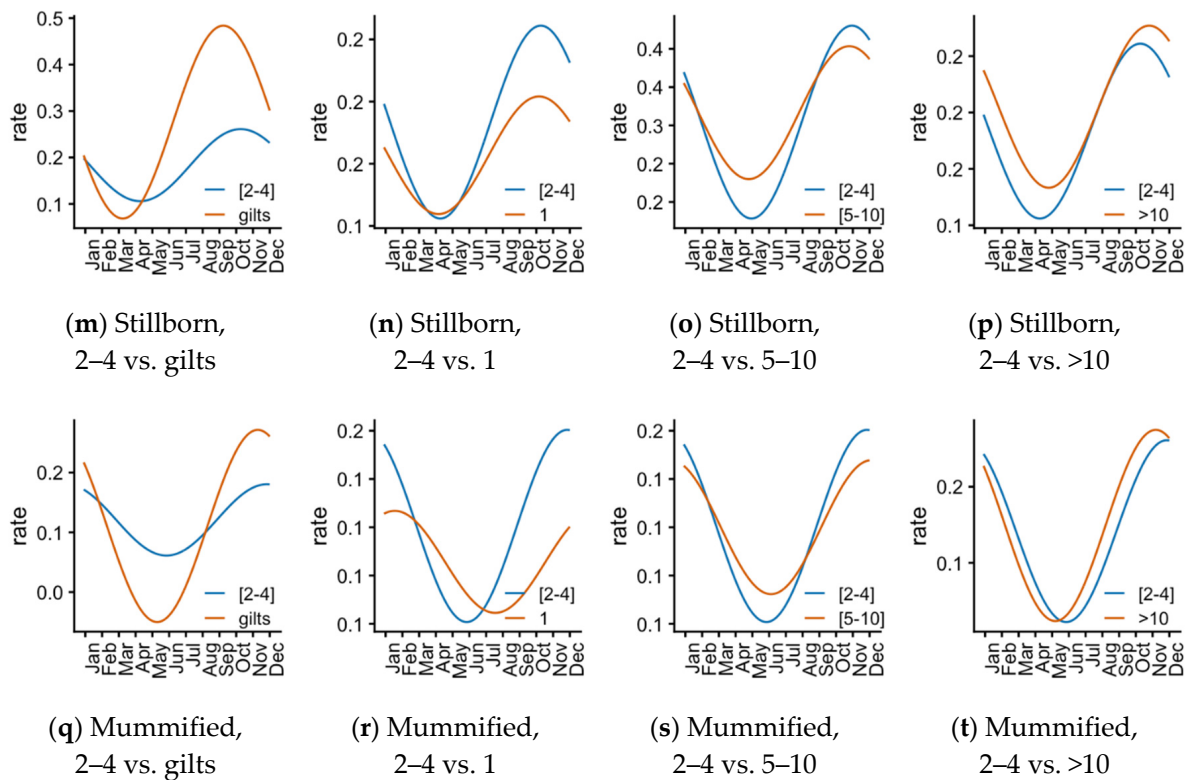 0.5
0.4
0.3
0.2
0.1
rate
[2-4]
gilts
Jan
Feb
Mar
Apr
May
Jun
Jul
Aug
Sep
Oct
Nov
Dec
(m) Stillborn,
2–4 vs. gilts
0.2
0.2
0.2
0.1
rate
[2-4]
1
Jan
Feb
Mar
Apr
May
Jun
Jul
Aug
Sep
Oct
Nov
Dec
(n) Stillborn,
2–4 vs. 1
0.4
0.4
0.3
0.2
0.2
rate
[2-4]
[5-10]
Jan
Feb
Mar
Apr
May
Jun
Jul
Aug
Sep
Oct
Nov
Dec
(o) Stillborn,
2–4 vs. 5–10
0.2
0.2
0.2
0.1
rate
[2-4]
>10
Jan
Feb
Mar
Apr
May
Jun
Jul
Aug
Sep
Oct
Nov
Dec
(p) Stillborn,
2–4 vs. >10
0.2
0.1
0.0
rate
[2-4]
gilts
Jan
Feb
Mar
Apr
May
Jun
Jul
Aug
Sep
Oct
Nov
Dec
(q) Mummified,
2–4 vs. gilts
0.2
0.1
0.1
0.1
0.1
rate
[2-4]
1
Jan
Feb
Mar
Apr
May
Jun
Jul
Aug
Sep
Oct
Nov
Dec
(r) Mummified,
2–4 vs. 1
0.2
0.1
0.1
0.1
0.1
rate
[2-4]
[5-10]
Jan
Feb
Mar
Apr
May
Jun
Jul
Aug
Sep
Oct
Nov
Dec
(s) Mummified,
2–4 vs. 5–10
0.2
0.1
rate
[2-4]
>10
Jan
Feb
Mar
Apr
May
Jun
Jul
Aug
Sep
Oct
Nov
Dec
(t) Mummified,
2–4 vs. >10